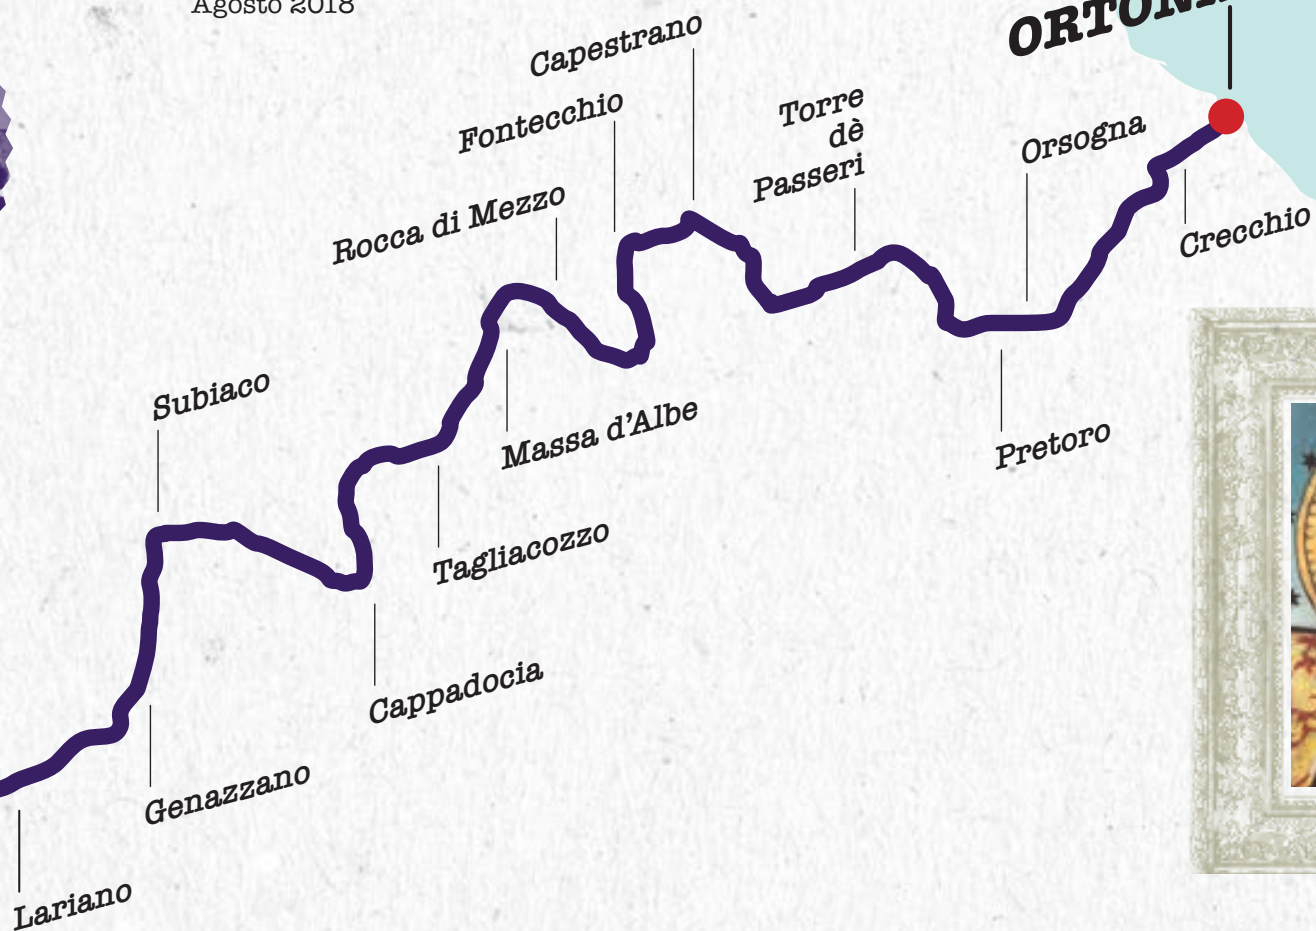 Agosto 2018
ORTONA
Capestrano
Fontecchio
Torre
dè
Passeri
Orsogna
Rocca di Mezzo
Crecchio
Subiaco
Massa d’Albe
Pretoro
Tagliacozzo
Cappadocia
Genazzano
Lariano